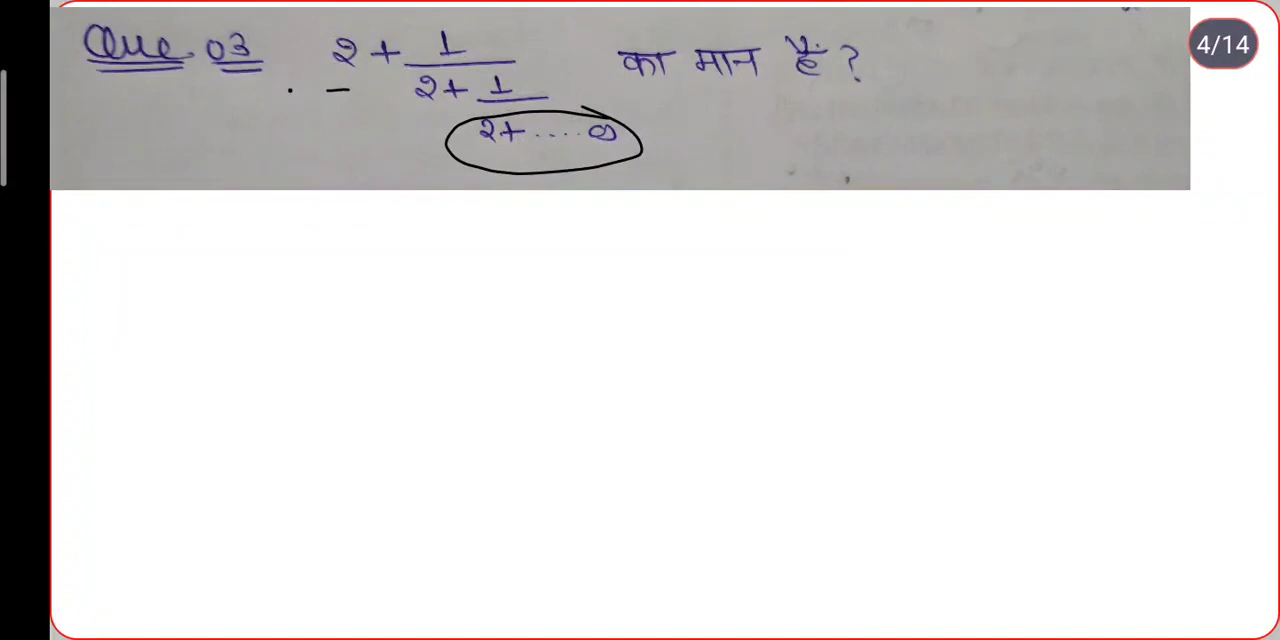 Que. 03 2 + 1 का मान है ?
2 + 1
2 + .... ∞
4/14